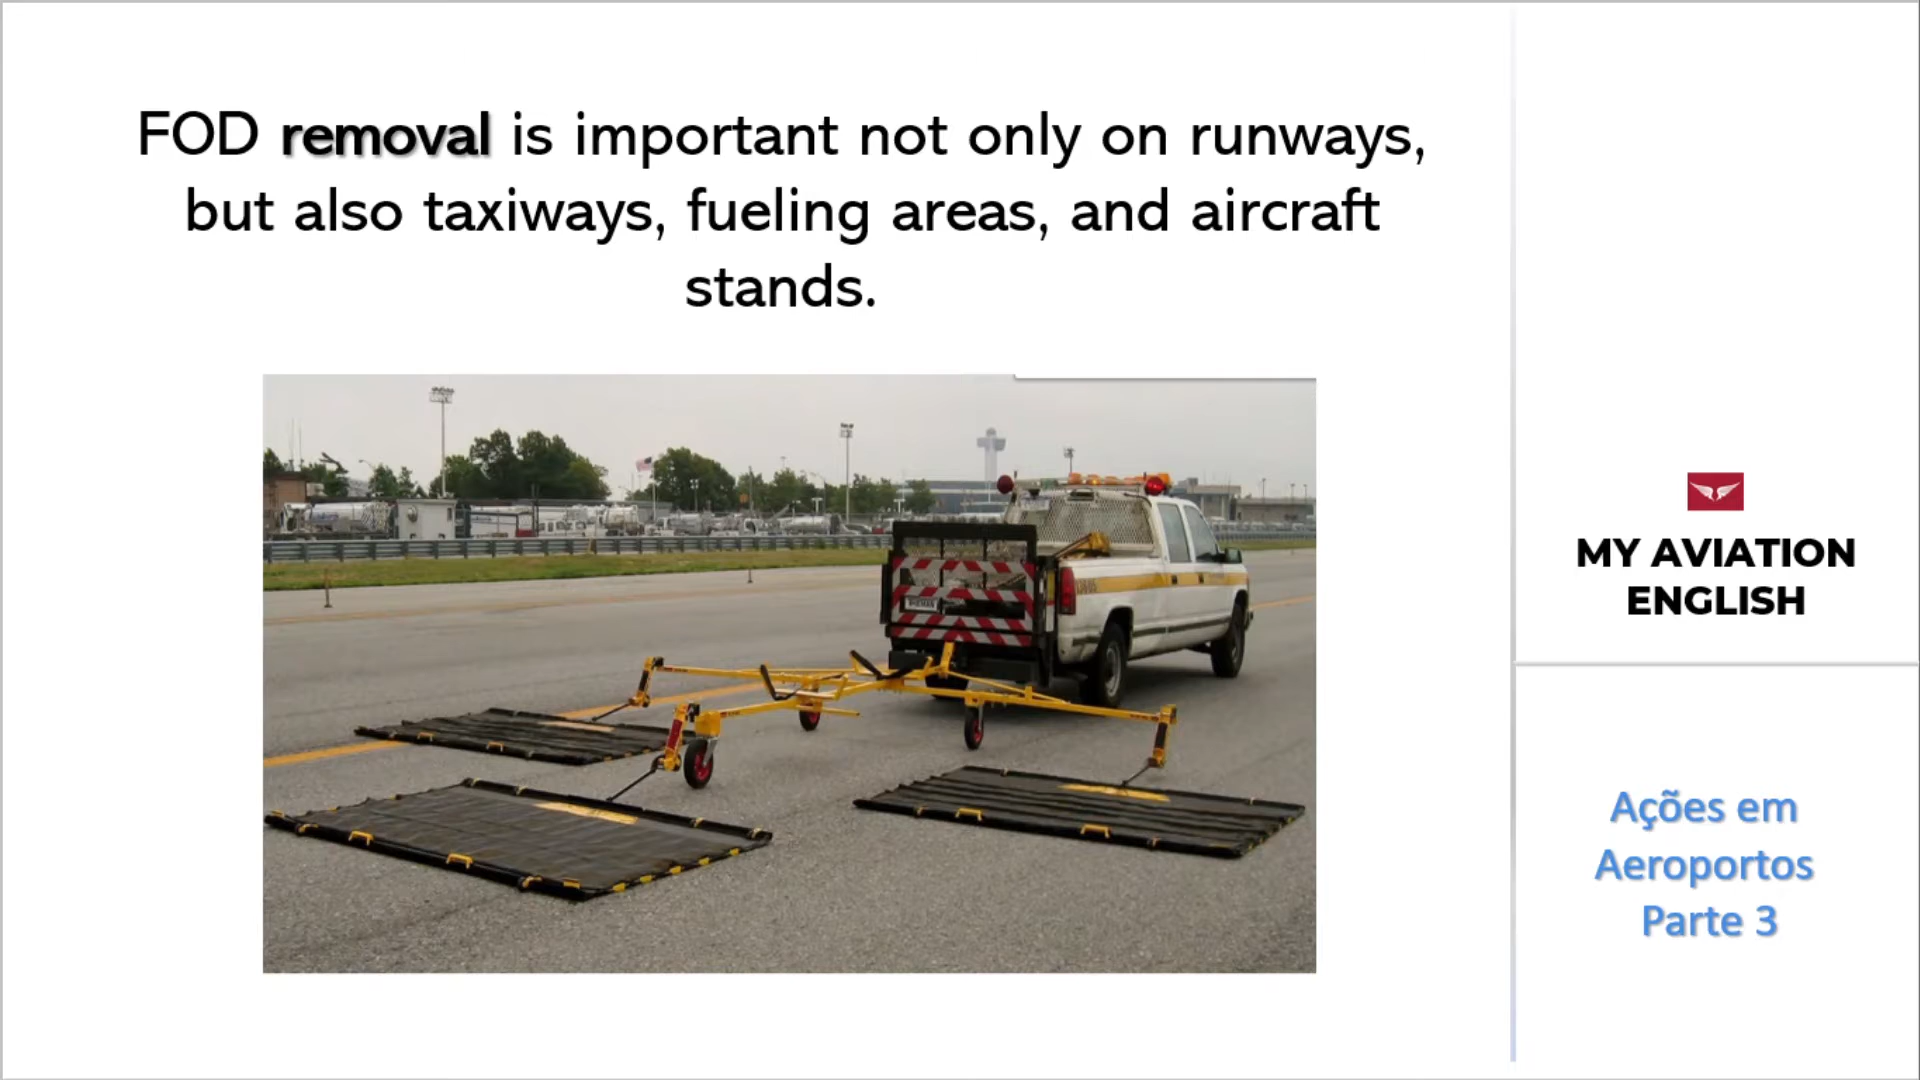 FOD removal is important not only on runways,
but also taxiways, fueling areas, and aircraft
stands.
MY AVIATION
ENGLISH
Ações em
Aeroportos
Parte 3